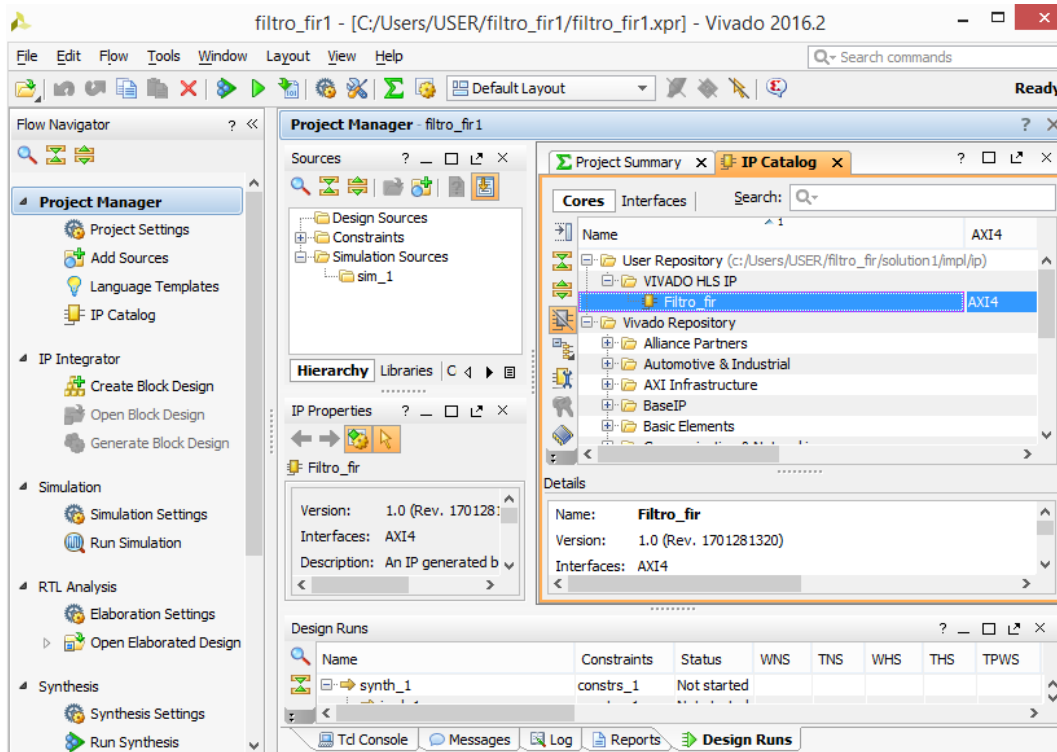 filtro_fir1 - [C:/Users/USER/filtro_fir1/filtro_fir1.xpr] - Vivado 2016.2
File Edit Flow Tools Window Layout View Help
Search commands
Default Layout
Ready
Flow Navigator
Project Manager
Project Settings
Add Sources
Language Templates
IP Catalog
IP Integrator
Create Block Design
Open Block Design
Generate Block Design
Simulation
Simulation Settings
Run Simulation
RTL Analysis
Elaboration Settings
Open Elaborated Design
Synthesis
Synthesis Settings
Run Synthesis
Project Manager - filtro_fir1
Sources
Design Sources
Constraints
Simulation Sources
sim_1
Hierarchy Libraries C
IP Properties
Filtro_fir
Version: 1.0 (Rev. 1701281
Interfaces: AXI4
Description: An IP generated b
Project Summary IP Catalog
Cores Interfaces Search:
Name 1 AXI4
User Repository (c:/Users/USER/filtro_fir/solution1/impl/ip)
VIVADO HLS IP
Filtro_fir AXI4
Vivado Repository
Alliance Partners
Automotive & Industrial
AXI Infrastructure
BaseIP
Basic Elements
Details
Name: Filtro_fir
Version: 1.0 (Rev. 1701281320)
Interfaces: AXI4
Design Runs
Name Constraints Status WNS TNS WHS THS TPWS
synth_1 constrs_1 Not started
Tcl Console Messages Log Reports Design Runs